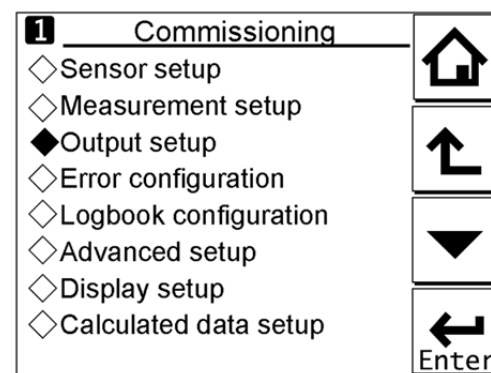 1 Commissioning
Sensor setup
Measurement setup
Output setup
Error configuration
Logbook configuration
Advanced setup
Display setup
Calculated data setup
Enter